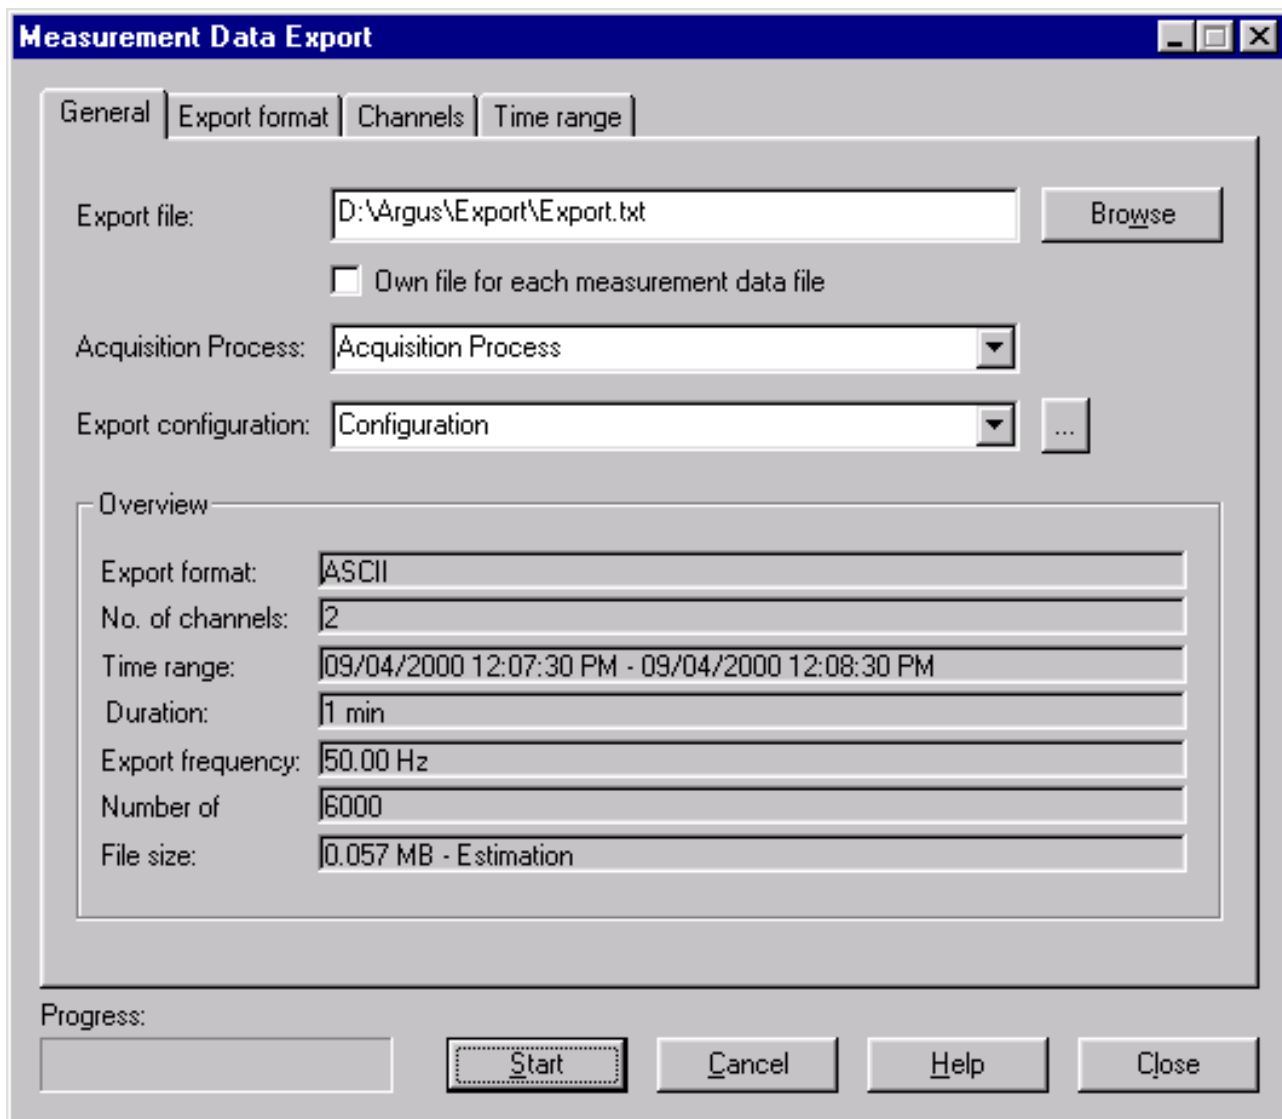 Measurement Data Export
General Export format Channels Time range
Export file: D:\Argus\Export\Export.txt Browse
Own file for each measurement data file
Acquisition Process: Acquisition Process
Export configuration: Configuration ...
Overview
Export format: ASCII
No. of channels: 2
Time range: 09/04/2000 12:07:30 PM - 09/04/2000 12:08:30 PM
Duration: 1 min
Export frequency: 50.00 Hz
Number of 6000
File size: 0.057 MB - Estimation
Progress:
Start Cancel Help Close